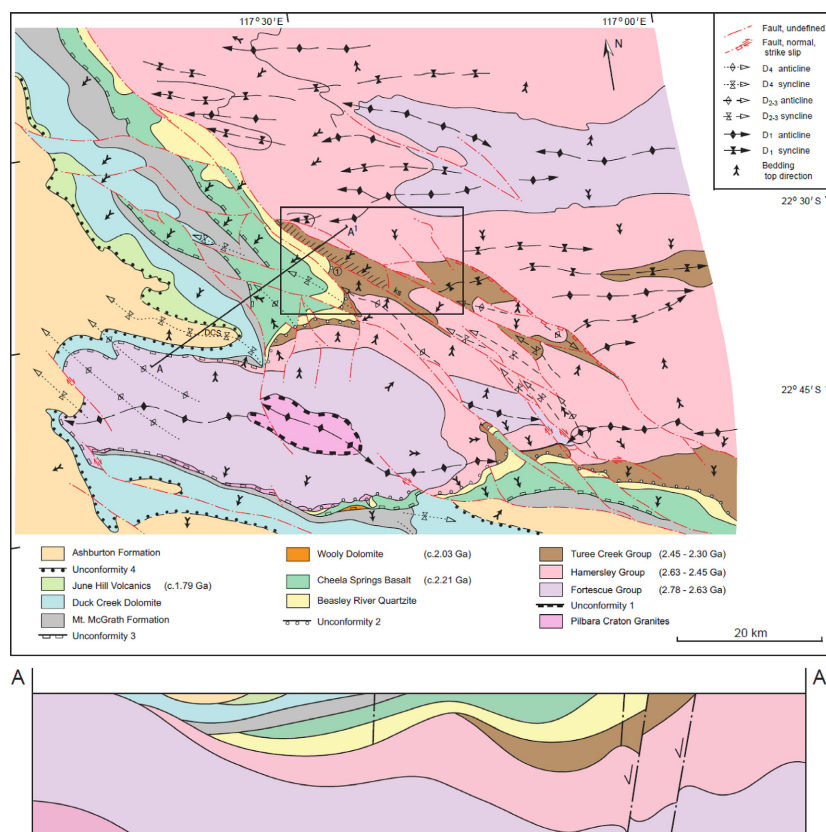 117° 30' E
117° 00' E
N
Fault, undefined
Fault, normal,
strike slip
D4 anticline
D4 syncline
D2-3 anticline
D2-3 syncline
D1 anticline
D1 syncline
Bedding
top direction
22° 30' S
A1
1
ks
DCS
A
22° 45' S
Ashburton Formation
Unconformity 4
June Hill Volcanics (c.1.79 Ga)
Duck Creek Dolomite
Mt. McGrath Formation
Unconformity 3
Wooly Dolomite (c.2.03 Ga)
Cheela Springs Basalt (c.2.21 Ga)
Beasley River Quartzite
Unconformity 2
Turee Creek Group (2.45 - 2.30 Ga)
Hamersley Group (2.63 - 2.45 Ga)
Fortescue Group (2.78 - 2.63 Ga)
Unconformity 1
Pilbara Craton Granites
20 km
A
A